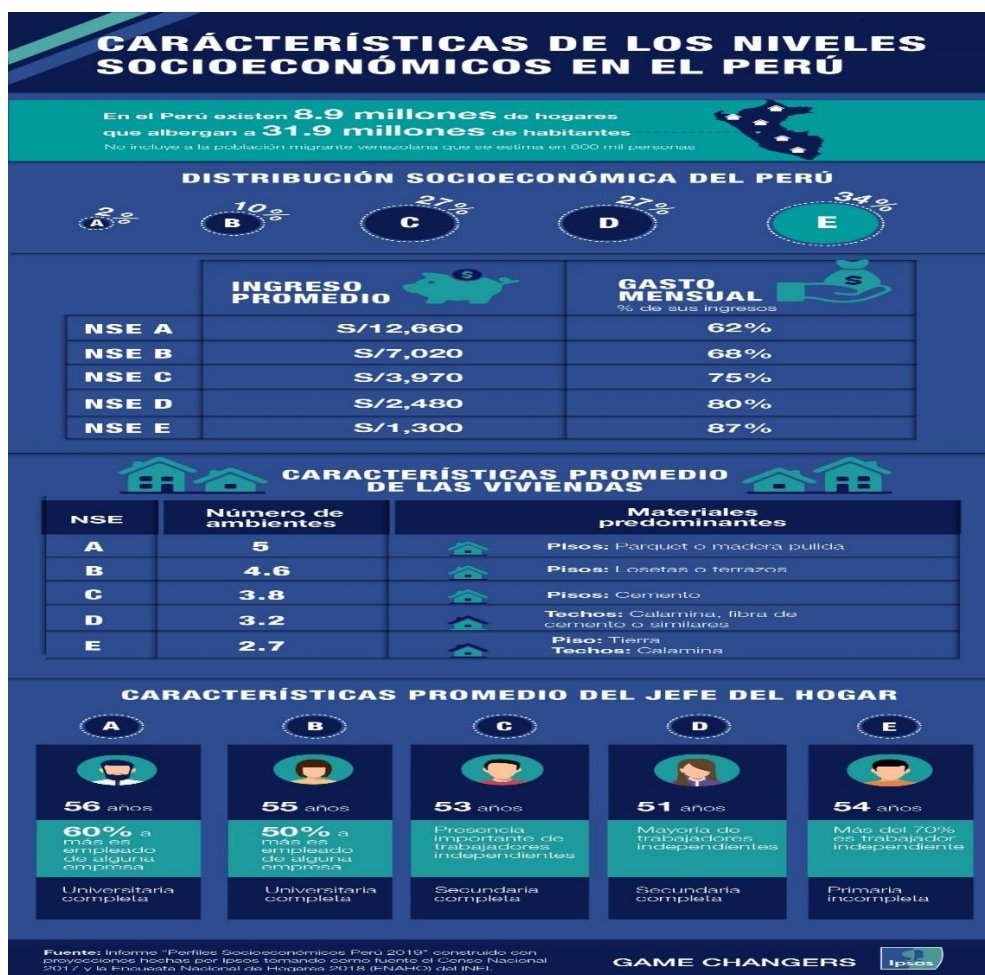 CARÁCTERÍSTICAS DE LOS NIVELES
SOCIOECONÓMICOS EN EL PERÚ
En el Perú existen 8.9 millones de hogares
que albergan a 31.9 millones de habitantes
No incluye a la población migrante venezolana que se estima en 800 mil personas
DISTRIBUCIÓN SOCIOECONÓMICA DEL PERÚ
A 2%
B 10%
C 27%
D 27%
E 34%
INGRESO
PROMEDIO
$
GASTO
MENSUAL
% de sus ingresos
$
NSE A S/12,660 62%
NSE B S/7,020 68%
NSE C S/3,970 75%
NSE D S/2,480 80%
NSE E S/1,300 87%
CARACTERÍSTICAS PROMEDIO
DE LAS VIVIENDAS
NSE
Número de
ambientes
Materiales
predominantes
A 5 Pisos: Parquet o madera pulida
B 4.6 Pisos: Losetas o terrazos
C 3.8 Pisos: Cemento
D 3.2 Techos: Calamina, fibra de
cemento o similares
E 2.7 Piso: Tierra
Techos: Calamina
CARACTERÍSTICAS PROMEDIO DEL JEFE DEL HOGAR
A
56 años
60% a
más es
empleado
de alguna
empresa
Universitaria
completa
B
55 años
50% a
más es
empleado
de alguna
empresa
Universitaria
completa
C
53 años
Presencia
importante de
trabajadores
independientes
Secundaria
completa
D
51 años
Mayoría de
trabajadores
independientes
Secundaria
completa
E
54 años
Más del 70%
es trabajador
independiente
Primaria
incompleta
Fuente: Informe "Perfiles Socioeconómicos Perú 2019" construido con
proyecciones hechas por Ipsos tomando como fuente el Censo Nacional
2017 y la Encuesta Nacional de Hogares 2018 (ENAHO) del INEI.
GAME CHANGERS
Ipsos